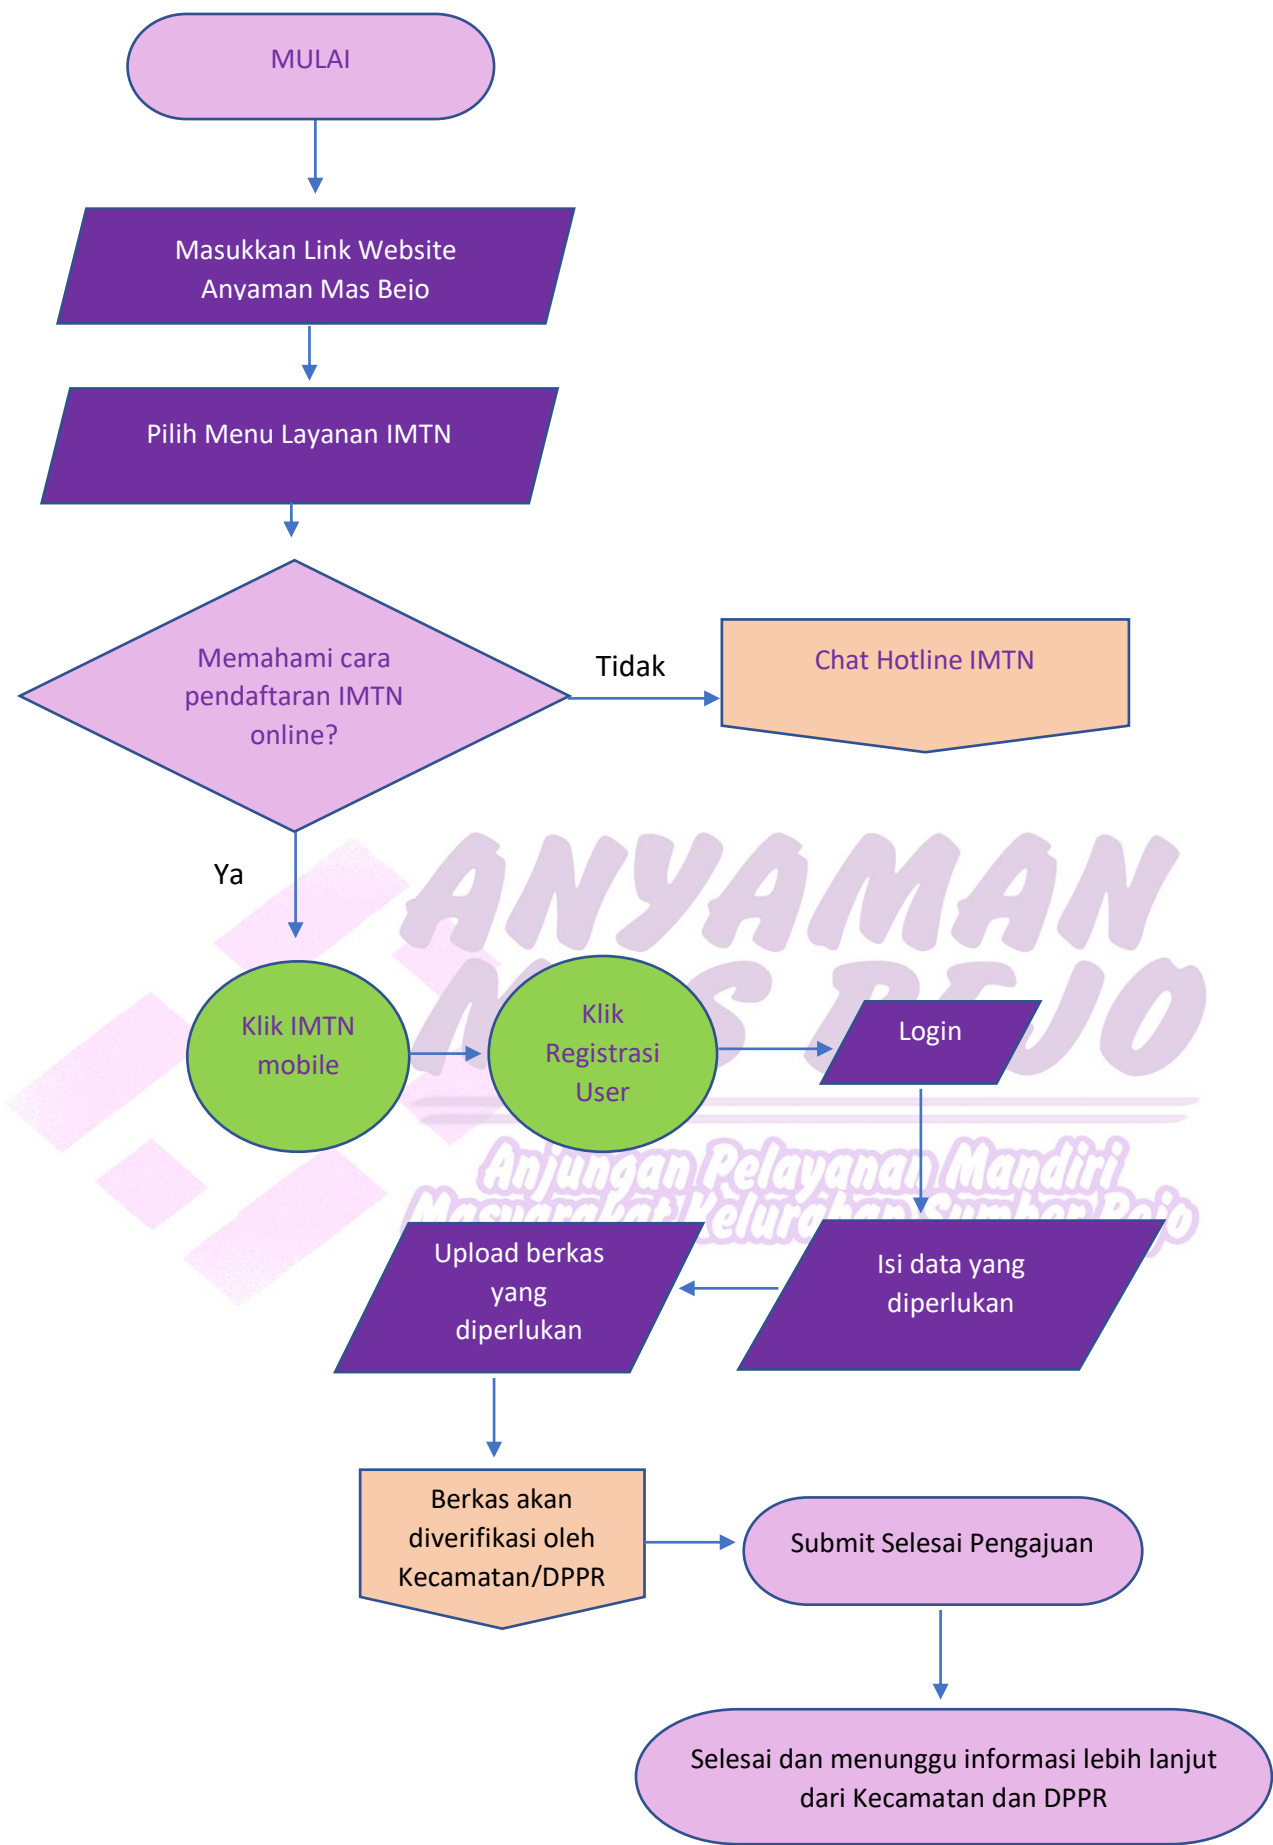 MULAI
Masukkan Link Website
Anyaman Mas Bejo
Pilih Menu Layanan IMTN
Memahami cara
pendaftaran IMTN
online?
Tidak
Chat Hotline IMTN
Ya
ANYAMAN
MAS BEJO
Klik IMTN
mobile
Klik
Registrasi
User
Login
Anjungan Pelayanan Mandiri
Masyarakat Kelurahan Sumber Rejo
Upload berkas
yang
diperlukan
Isi data yang
diperlukan
Berkas akan
diverifikasi oleh
Kecamatan/DPPR
Submit Selesai Pengajuan
Selesai dan menunggu informasi lebih lanjut
dari Kecamatan dan DPPR